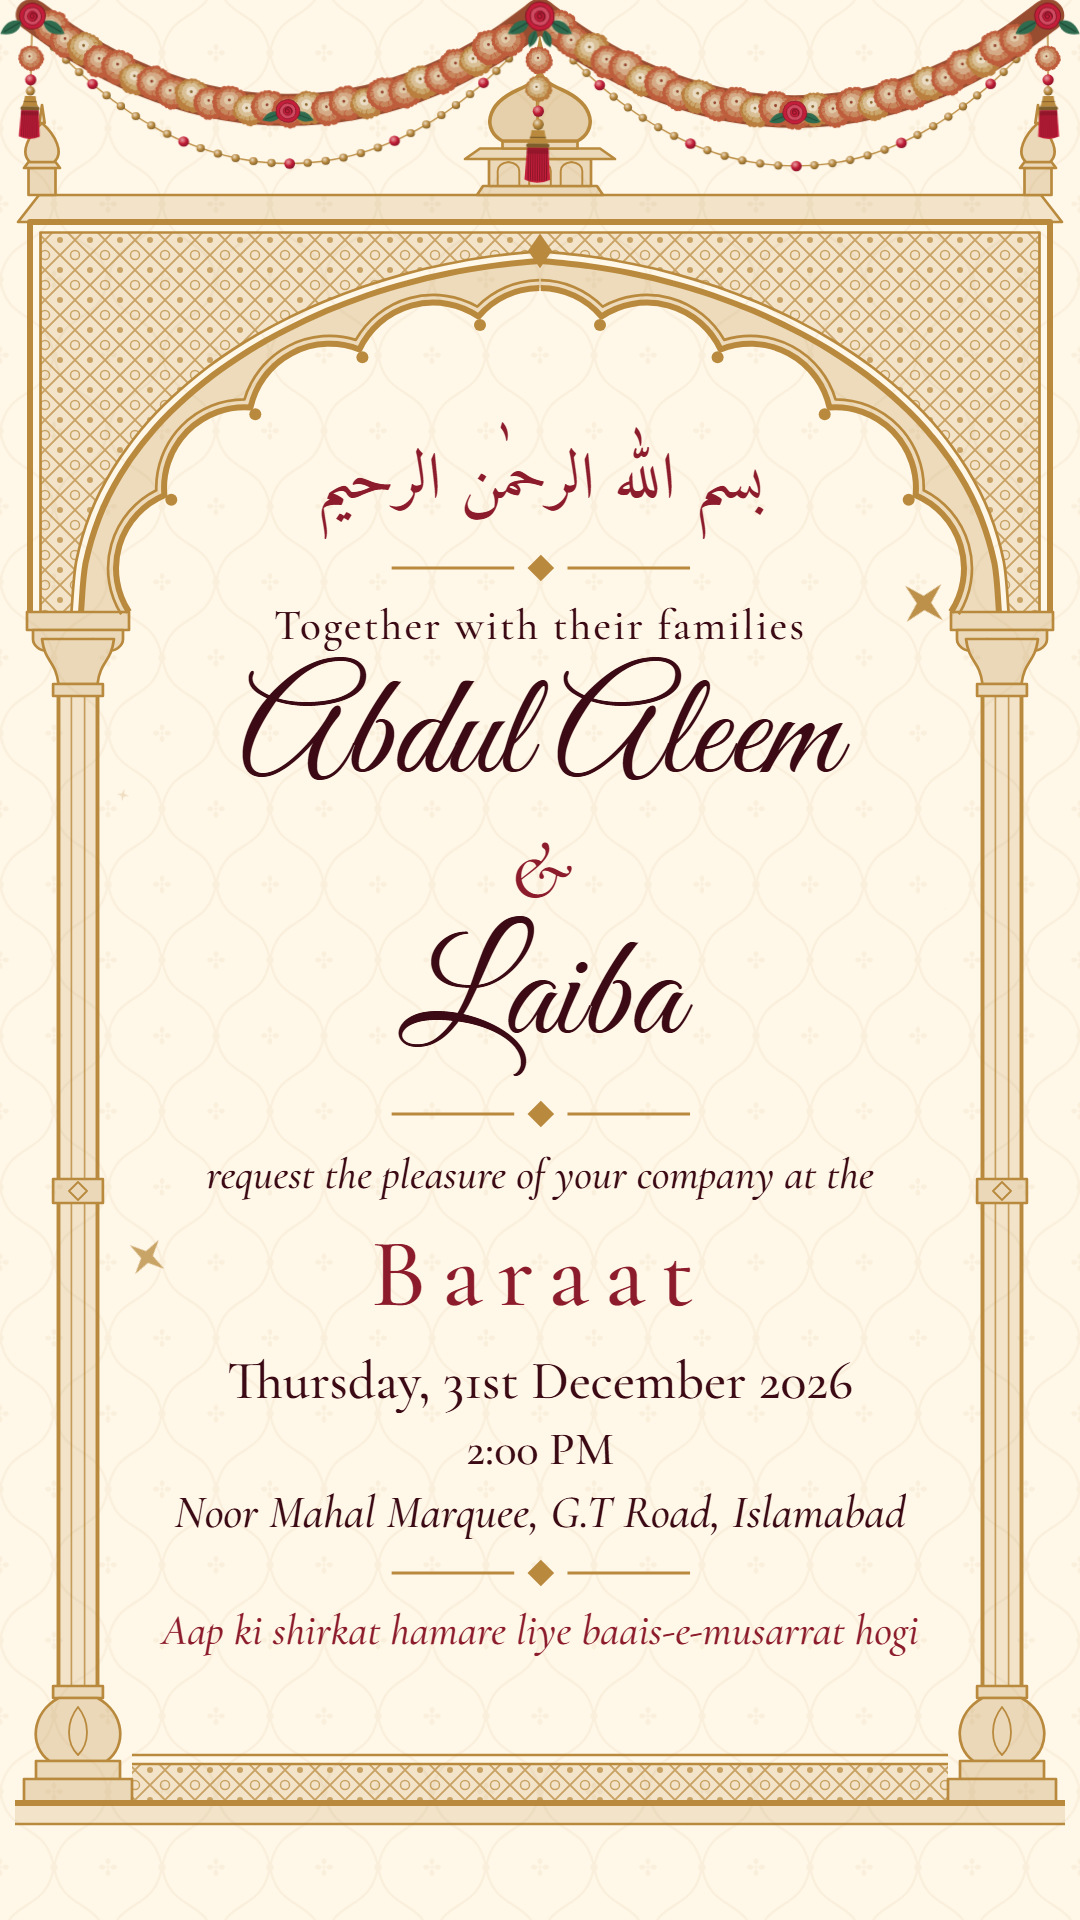 بسم الله الرحمٰن الرحيم
Together with their families
Abdul Aleem
&
Laiba
request the pleasure of your company at the
Baraat
Thursday, 31st December 2026
2:00 PM
Noor Mahal Marquee, G.T Road, Islamabad
Aap ki shirkat hamare liye baais-e-musarrat hogi